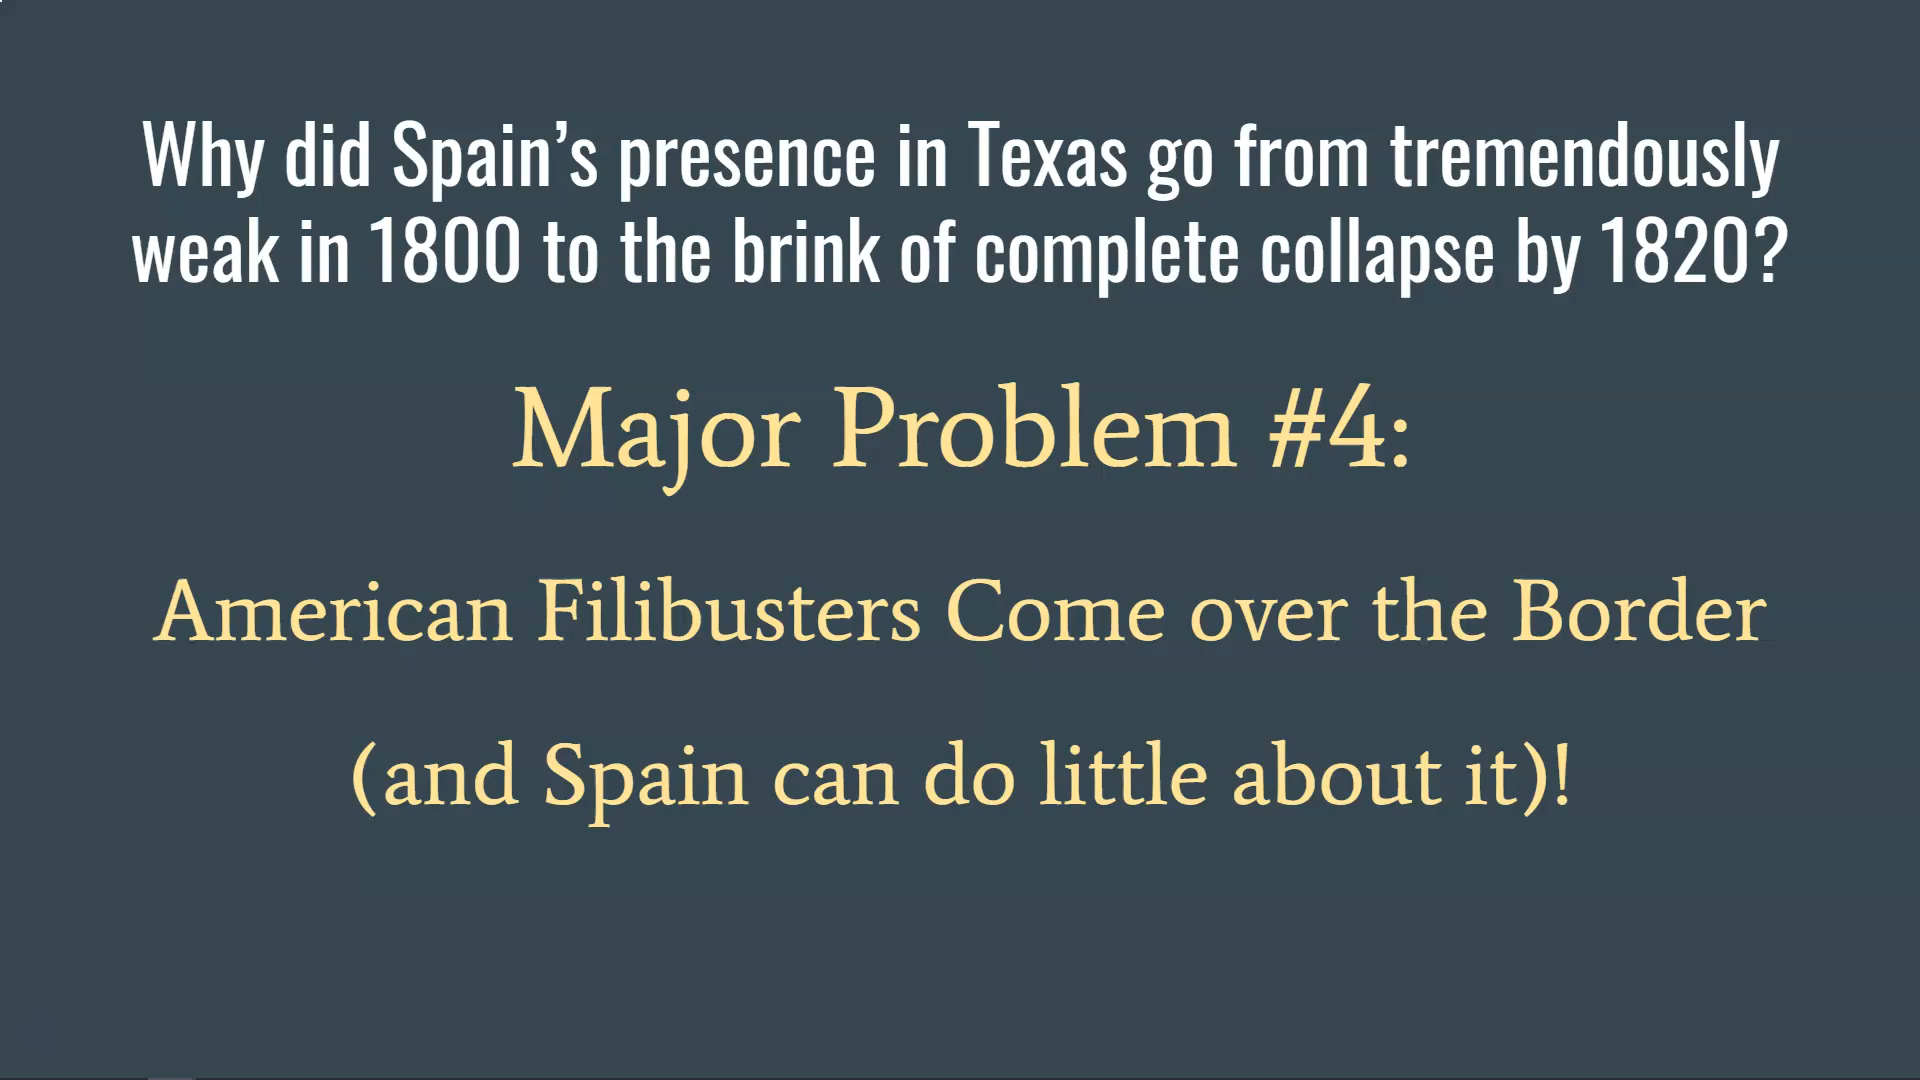 Why did Spain’s presence in Texas go from tremendously
weak in 1800 to the brink of complete collapse by 1820?
Major Problem #4:
American Filibusters Come over the Border
(and Spain can do little about it)!